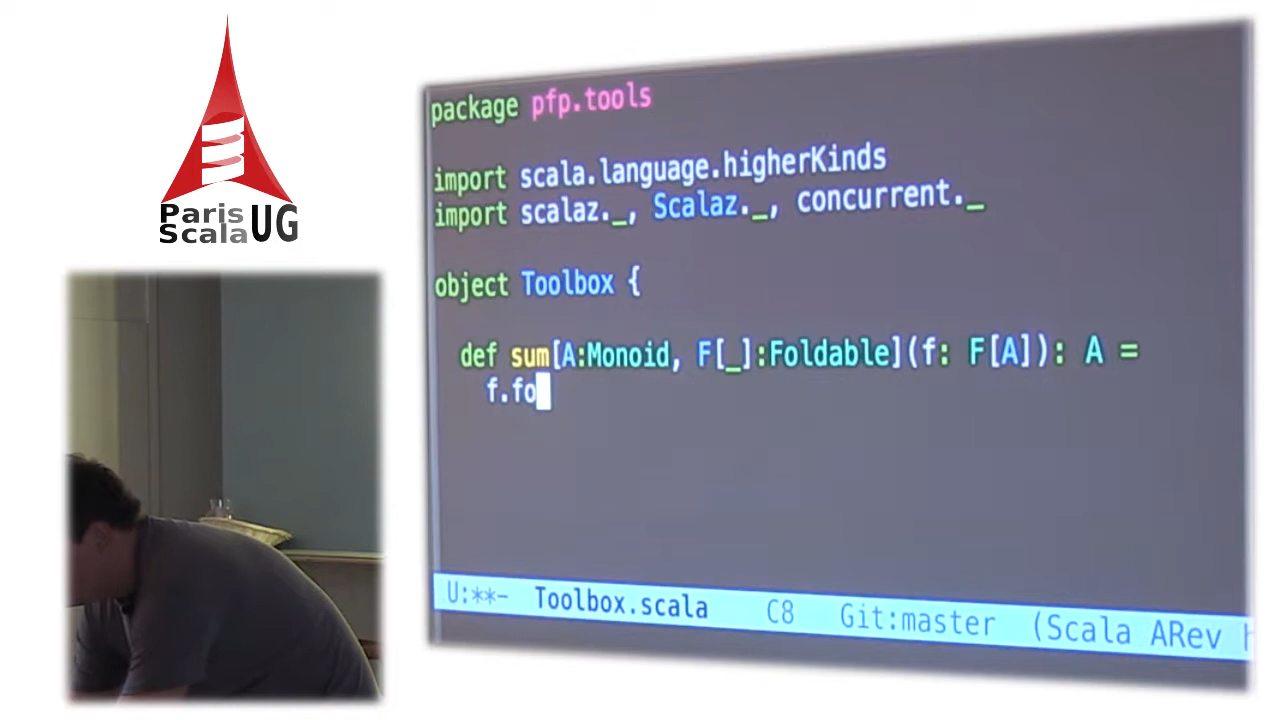 Paris
Scala UG
package pfp.tools
import scala.language.higherKinds
import scalaz._, Scalaz._, concurrent._
object Toolbox {
def sum[A:Monoid, F[_]:Foldable](f: F[A]): A =
f.fo
U:**- Toolbox.scala C8 Git:master (Scala ARev h